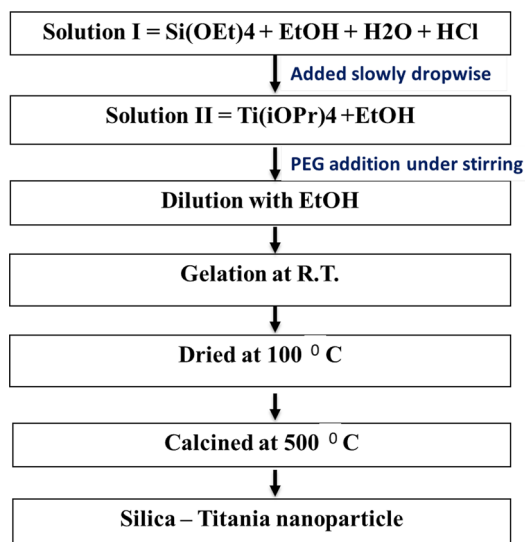 Solution I = Si(OEt)4 + EtOH + H2O + HCl
Added slowly dropwise
Solution II = Ti(iOPr)4 +EtOH
PEG addition under stirring
Dilution with EtOH
Gelation at R.T.
Dried at 100 ⁰ C
Calcined at 500 ⁰ C
Silica – Titania nanoparticle